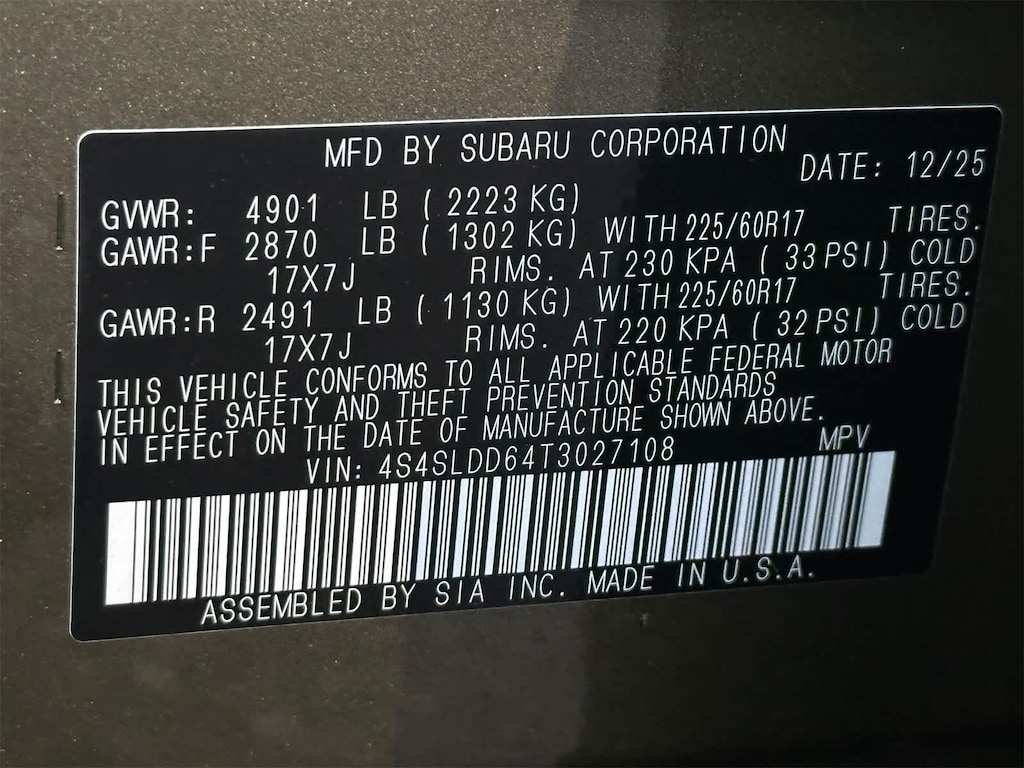 MFD BY SUBARU CORPORATION
DATE: 12/25
GVWR: 4901 LB ( 2223 KG)
GAWR:F 2870 LB ( 1302 KG) WITH 225/60R17 TIRES.
17X7J RIMS. AT 230 KPA ( 33 PSI) COLD
GAWR:R 2491 LB ( 1130 KG) WITH 225/60R17 TIRES.
17X7J RIMS. AT 220 KPA ( 32 PSI) COLD
THIS VEHICLE CONFORMS TO ALL APPLICABLE FEDERAL MOTOR
VEHICLE SAFETY AND THEFT PREVENTION STANDARDS
IN EFFECT ON THE DATE OF MANUFACTURE SHOWN ABOVE.
VIN: 4S4SLDD64T3027108 MPV
ASSEMBLED BY SIA INC. MADE IN U.S.A.